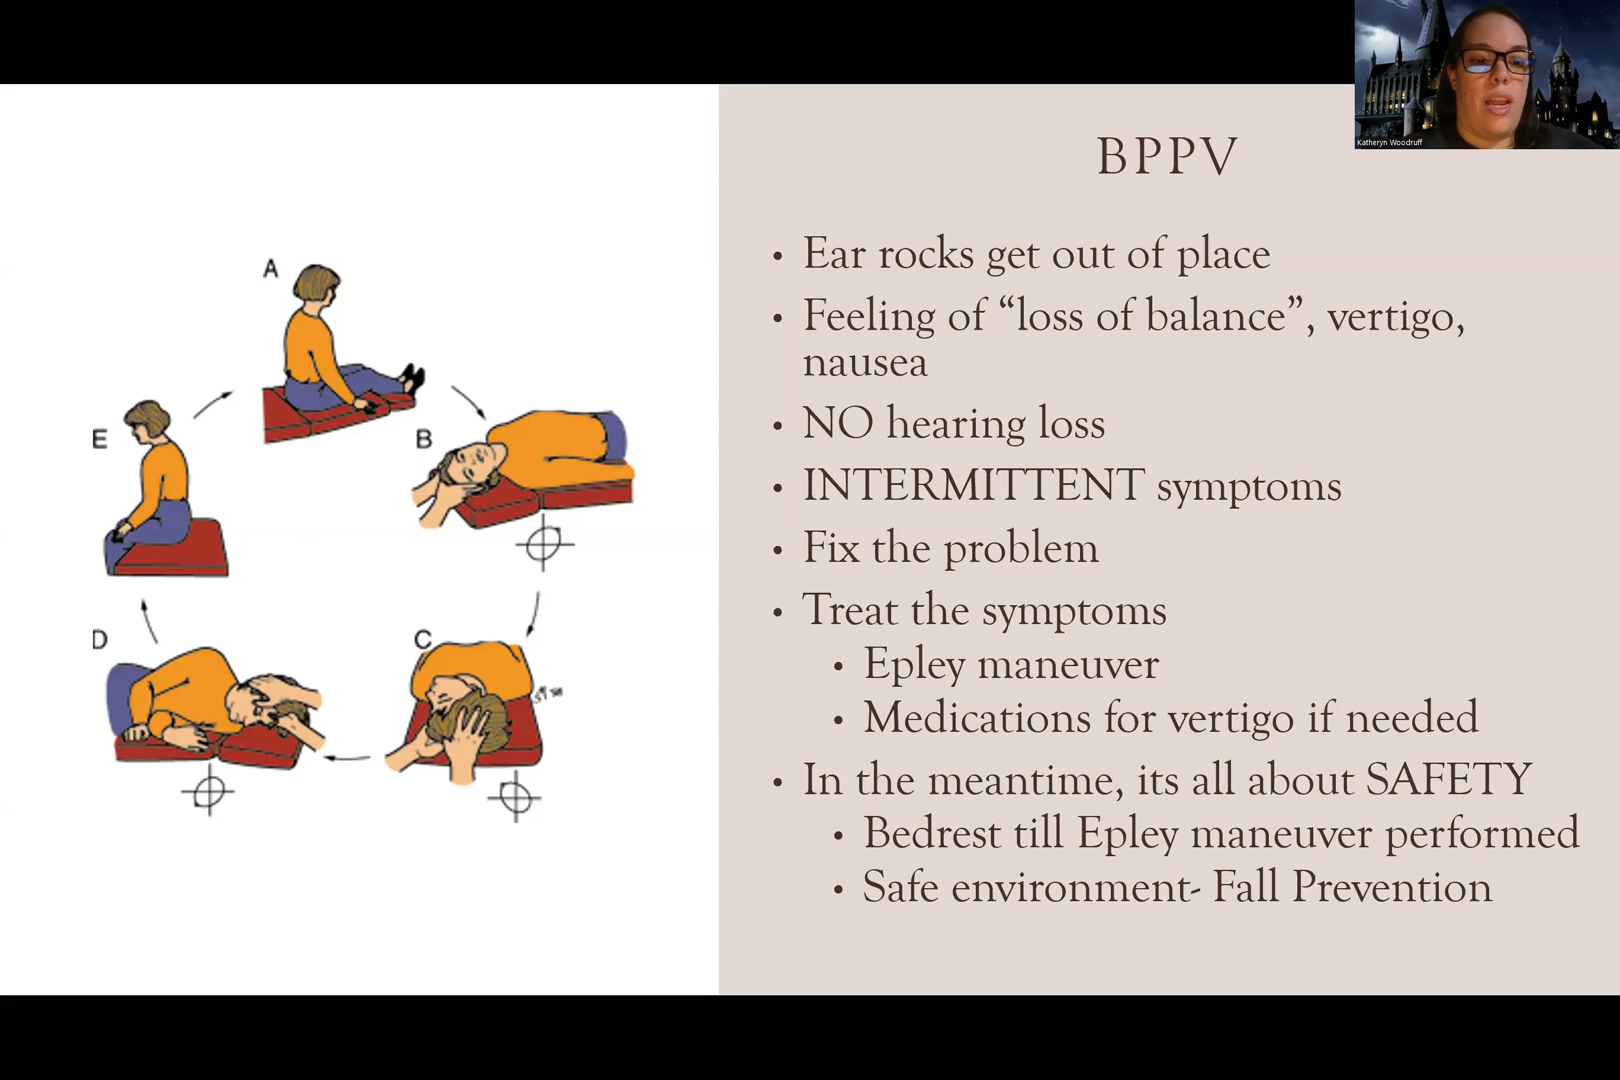 Katheryn Woodruff
BPPV
• Ear rocks get out of place
• Feeling of “loss of balance”, vertigo,
nausea
• NO hearing loss
• INTERMITTENT symptoms
• Fix the problem
• Treat the symptoms
• Epley maneuver
• Medications for vertigo if needed
• In the meantime, its all about SAFETY
• Bedrest till Epley maneuver performed
• Safe environment- Fall Prevention
A
B
C
D
E